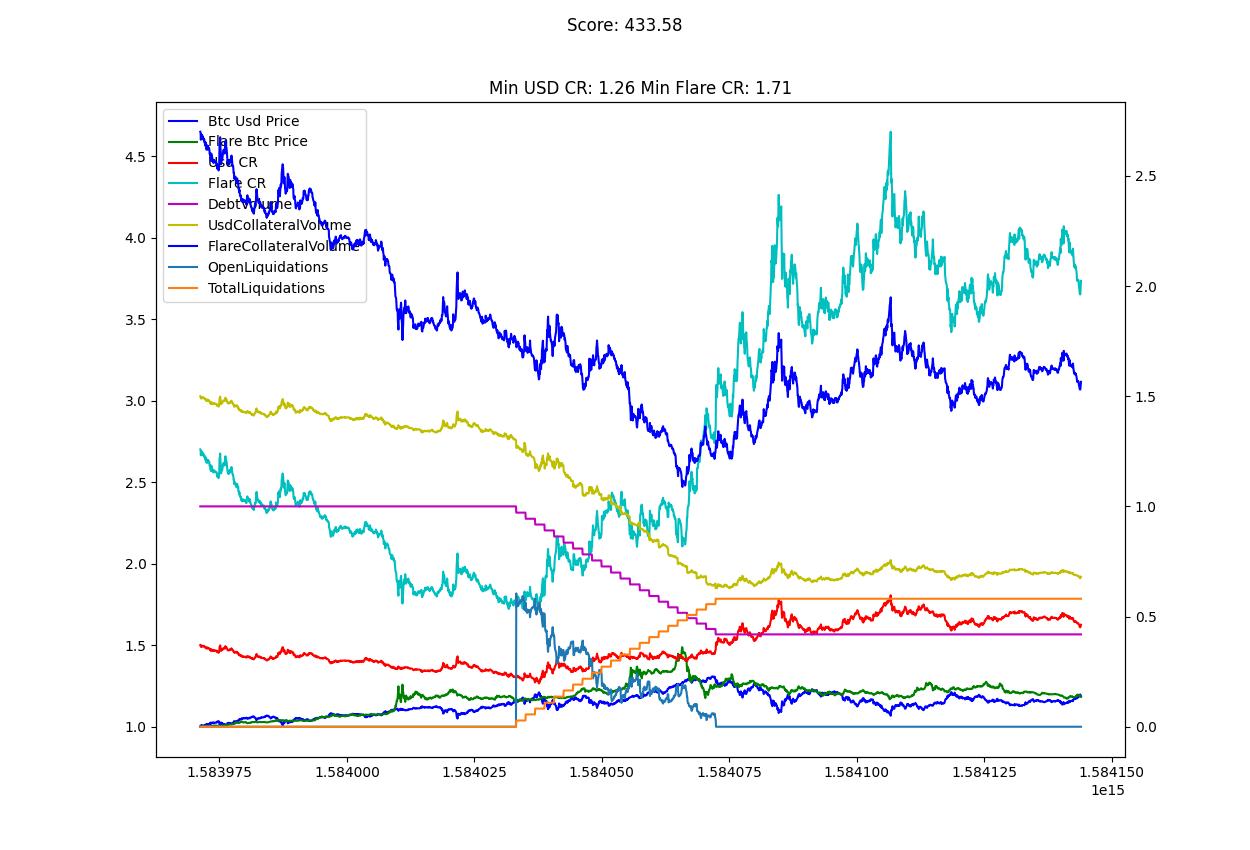 Score: 433.58
Min USD CR: 1.26 Min Flare CR: 1.71
Btc Usd Price
Flare Btc Price
Usd CR
Flare CR
DebtVolume
UsdCollateralVolume
FlareCollateralVolume
OpenLiquidations
TotalLiquidations
4.5
4.0
3.5
3.0
2.5
2.0
1.5
1.0
2.5
2.0
1.5
1.0
0.5
0.0
1.583975
1.584000
1.584025
1.584050
1.584075
1.584100
1.584125
1.584150
1e15